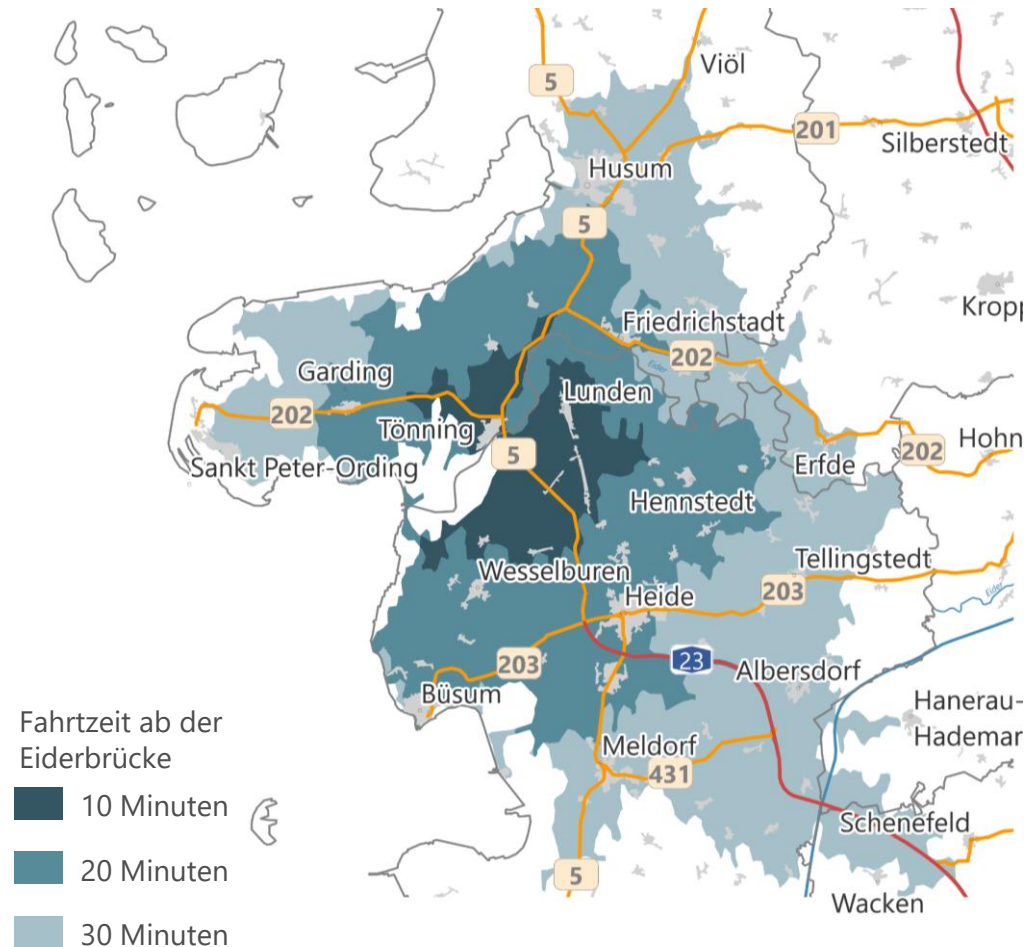 Viöl
5
201
Silberstedt
Husum
5
Kropp
Friedrichstadt
202
Eider
Garding
Lunden
202
Tönning
5
Hohn
202
Erfde
Sankt Peter-Ording
Hennstedt
Tellingstedt
Wesselburen
203
Heide
Eider
203
23
Albersdorf
Büsum
Hanerau-
Hademar
Meldorf
431
Schenefeld
5
Wacken
Fahrtzeit ab der
Eiderbrücke
10 Minuten
20 Minuten
30 Minuten